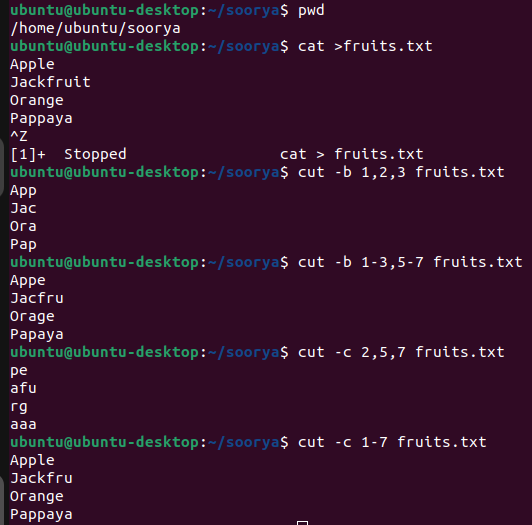 ubuntu@ubuntu-desktop:~/soorya$ pwd
/home/ubuntu/soorya
ubuntu@ubuntu-desktop:~/soorya$ cat >fruits.txt
Apple
Jackfruit
Orange
Pappaya
^Z
[1]+  Stopped                 cat > fruits.txt
ubuntu@ubuntu-desktop:~/soorya$ cut -b 1,2,3 fruits.txt
App
Jac
Ora
Pap
ubuntu@ubuntu-desktop:~/soorya$ cut -b 1-3,5-7 fruits.txt
Appe
Jacfru
Orage
Papaya
ubuntu@ubuntu-desktop:~/soorya$ cut -c 2,5,7 fruits.txt
pe
afu
rg
aaa
ubuntu@ubuntu-desktop:~/soorya$ cut -c 1-7 fruits.txt
Apple
Jackfru
Orange
Pappaya